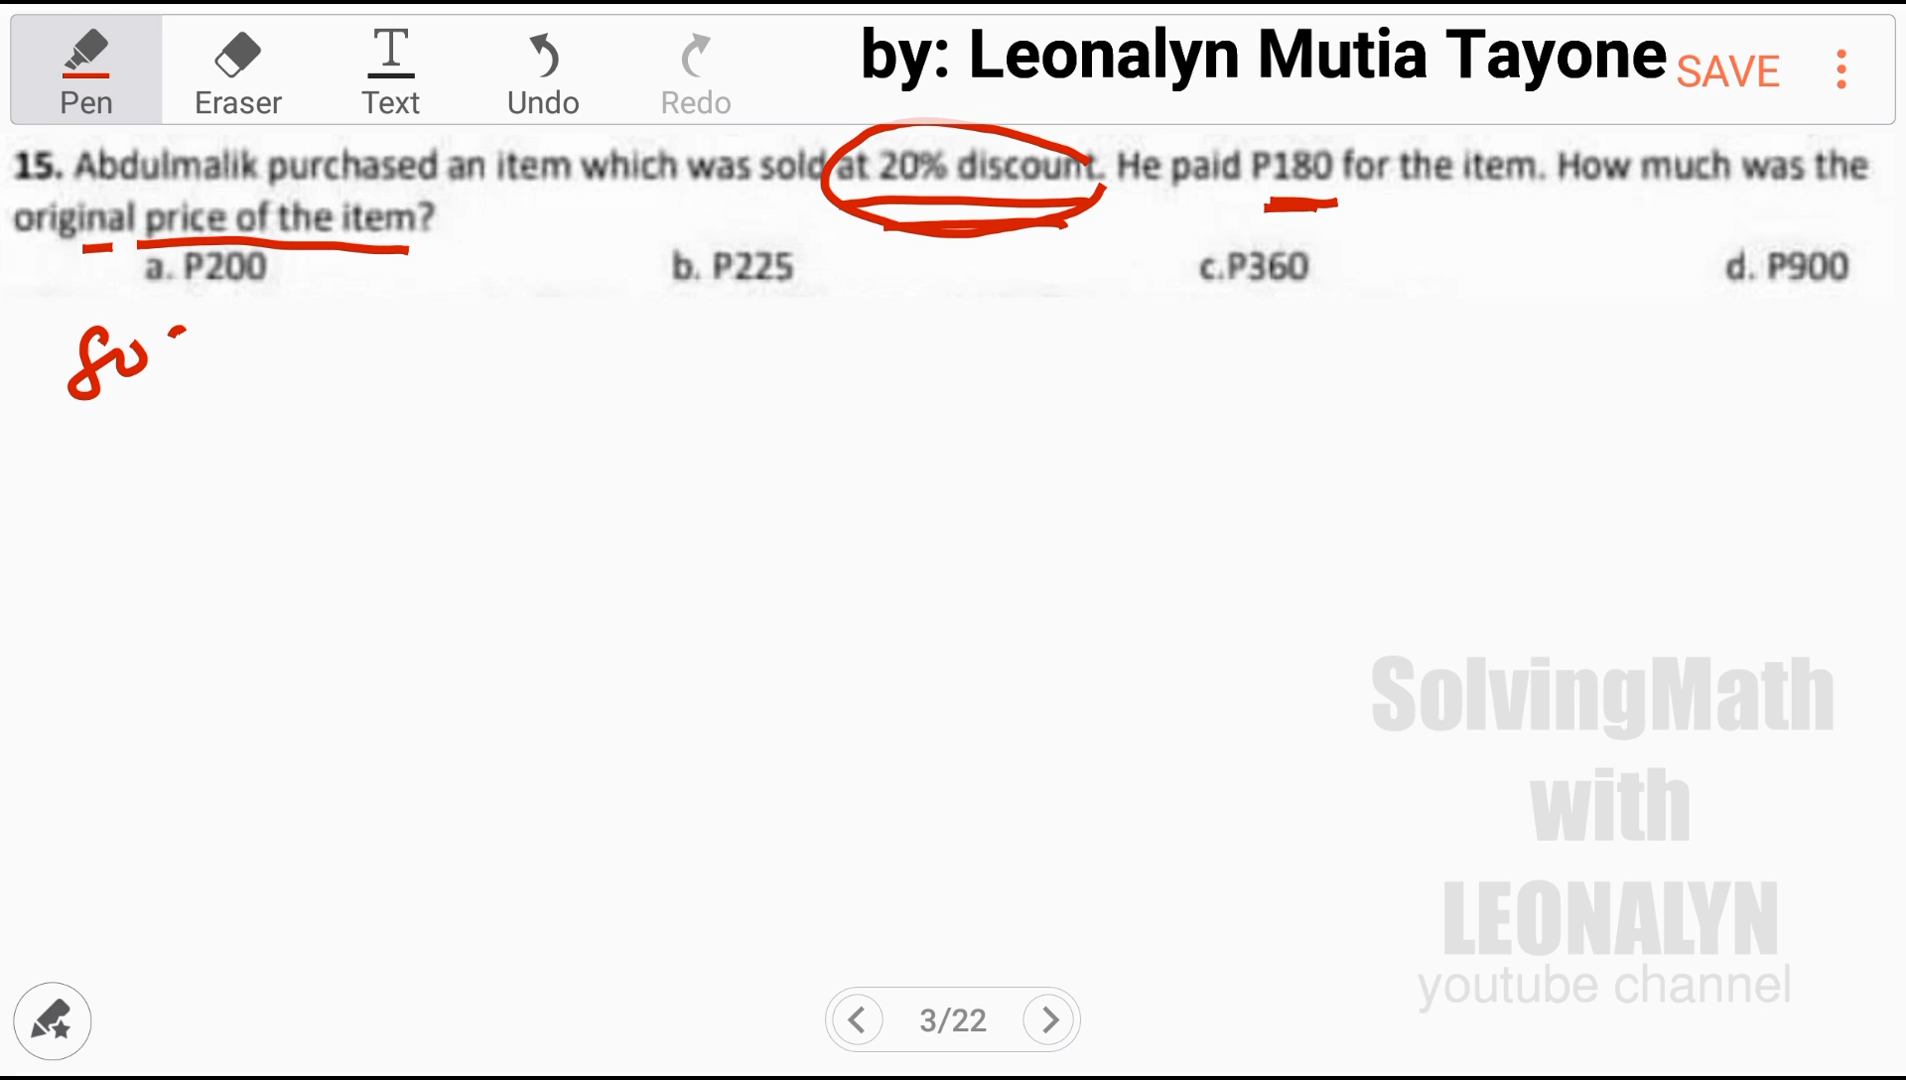 by: Leonalyn Mutia Tayone
Pen Eraser Text Undo Redo SAVE
15. Abdulmalik purchased an item which was sold at 20% discount. He paid P180 for the item. How much was the
original price of the item?
a. P200 b. P225 c.P360 d. P900
80
SolvingMath
with
LEONALYN
youtube channel
3/22